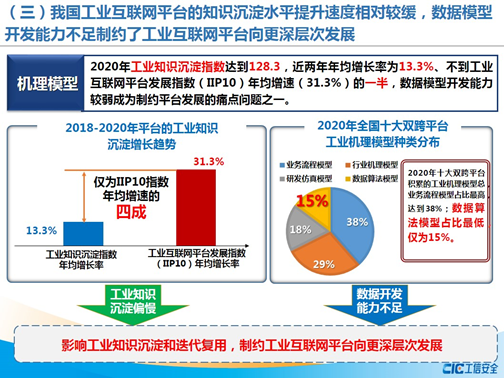 （三）我国工业互联网平台的知识沉淀水平提升速度相对较缓，数据模型
开发能力不足制约了工业互联网平台向更深层次发展
机理模型
2020年工业知识沉淀指数达到128.3，近两年年均增长率为13.3%、不到工业
互联网平台发展指数（IIP10）年均增速（31.3%）的一半，数据模型开发能力
较弱成为制约平台发展的痛点问题之一。
2018-2020年平台的工业知识
沉淀增长趋势
31.3%
仅为IIP10指数
年均增速的
四成
13.3%
工业知识沉淀指数
年均增长率
工业互联网平台发展指数
（IIP10）年均增长率
2020年全国十大双跨平台
工业机理模型种类分布
业务流程模型
行业机理模型
研发仿真模型
数据算法模型
15%
38%
18%
29%
2020年十大双跨平台
积累的工业机理模型总，
业务流程模型占比最高，
达到38%；数据算
法模型占比最低
仅为15%。
工业知识
沉淀偏慢
数据开发
能力不足
影响工业知识沉淀和迭代复用，制约工业互联网平台向更深层次发展
CIC工信安全